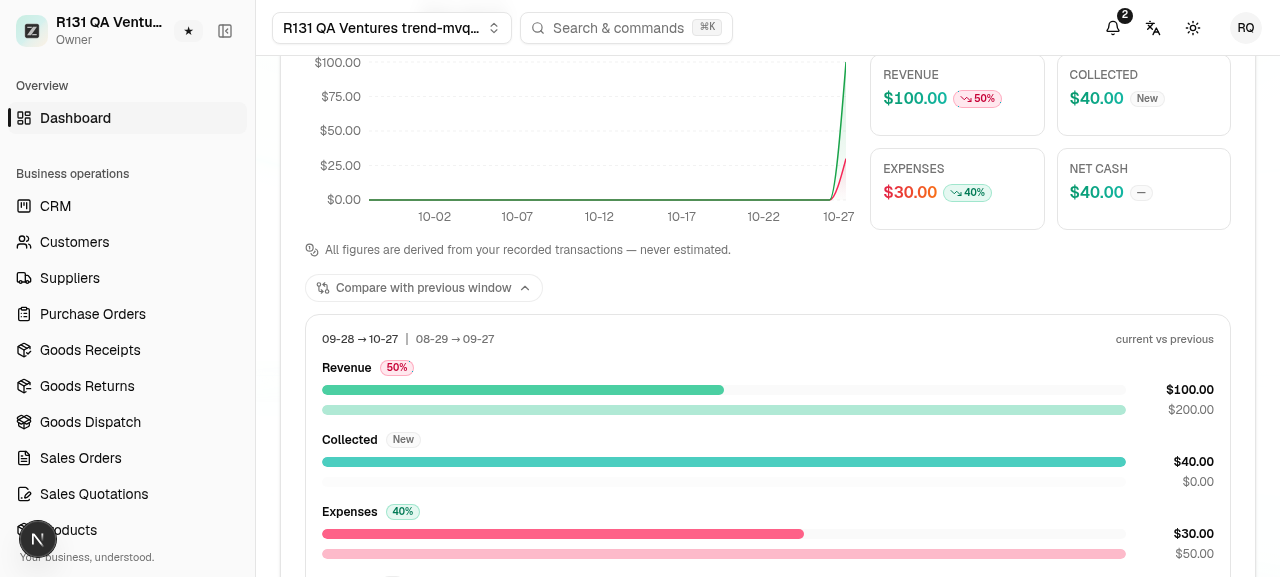 R131 QA Ventu...
Owner
★
R131 QA Ventures trend-mvq...
Search & commands
⌘K
2
RQ
Overview
Dashboard
Business operations
CRM
Customers
Suppliers
Purchase Orders
Goods Receipts
Goods Returns
Goods Dispatch
Sales Orders
Sales Quotations
oducts
N
Your business, understood.
$100.00
$75.00
$50.00
$25.00
$0.00
10-02 10-07 10-12 10-17 10-22 10-27
REVENUE
$100.00 50%
COLLECTED
$40.00 New
EXPENSES
$30.00 40%
NET CASH
$40.00 —
All figures are derived from your recorded transactions — never estimated.
Compare with previous window
09-28 → 10-27 | 08-29 → 09-27
current vs previous
Revenue 50%
$100.00
$200.00
Collected New
$40.00
$0.00
Expenses 40%
$30.00
$50.00